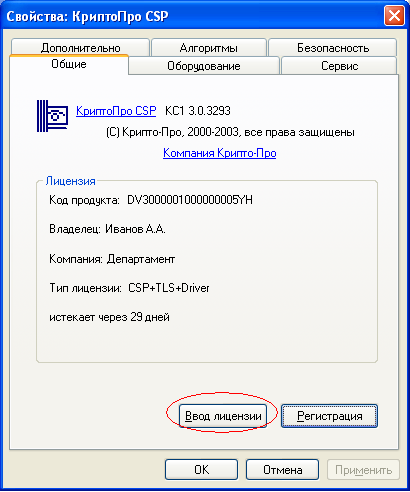 Свойства: КриптоПро CSP
Дополнительно Алгоритмы Безопасность
Общие Оборудование Сервис
КриптоПро CSP КС1 3.0.3293
(C) Крипто-Про, 2000-2003, все права защищены
Компания Крипто-Про
Лицензия
Код продукта: DV3000001000000005YH
Владелец: Иванов А.А.
Компания: Департамент
Тип лицензии: CSP+TLS+Driver
истекает через 29 дней
Ввод лицензии Регистрация
OK Отмена Применить